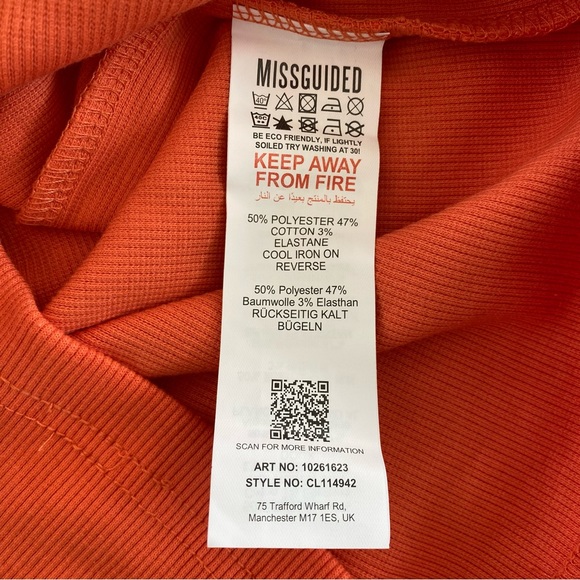 MISSGUIDED
40°
BE ECO FRIENDLY, IF LIGHTLY
SOILED TRY WASHING AT 30!
KEEP AWAY
FROM FIRE
يحتفظ بالمنتج بعيدًا عن النار
50% POLYESTER 47%
COTTON 3%
ELASTANE
COOL IRON ON
REVERSE
50% Polyester 47%
Baumwolle 3% Elasthan
RÜCKSEITIG KALT
BÜGELN
SCAN FOR MORE INFORMATION
ART NO: 10261623
STYLE NO: CL114942
75 Trafford Wharf Rd,
Manchester M17 1ES, UK